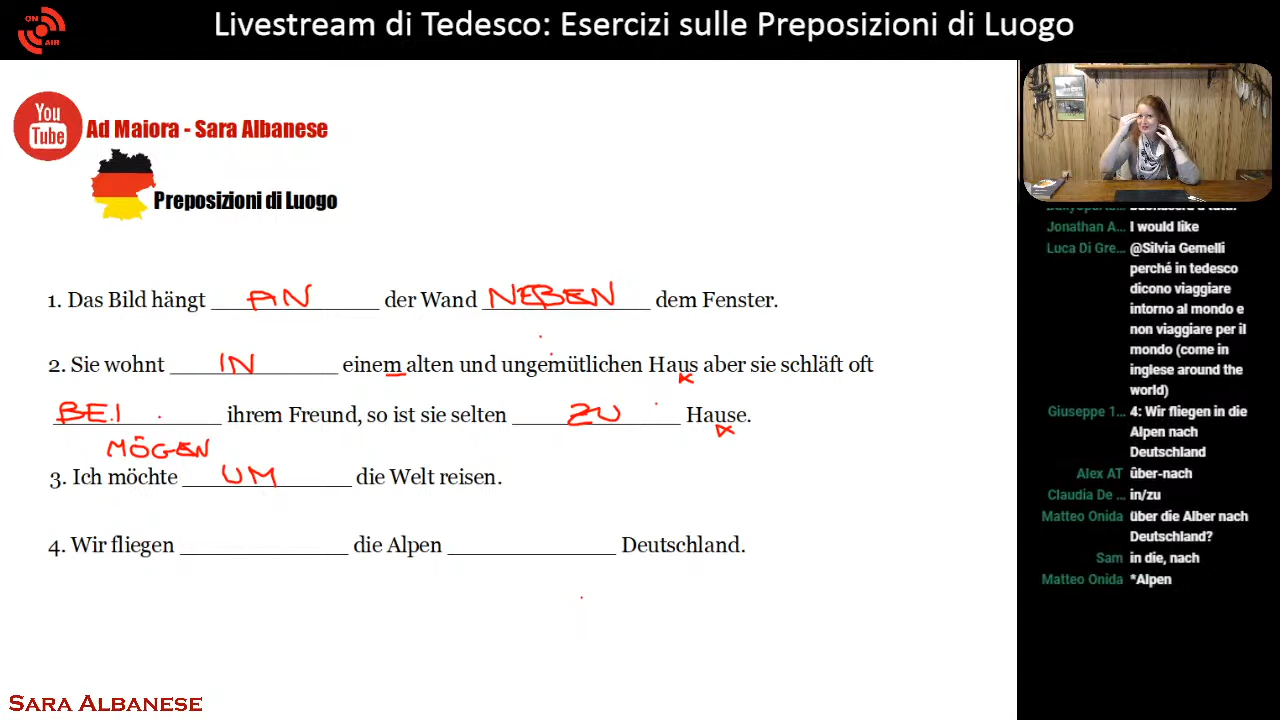 ON
AIR
Livestream di Tedesco: Esercizi sulle Preposizioni di Luogo
You
Tube
Ad Maiora - Sara Albanese
Preposizioni di Luogo
1. Das Bild hängt AN der Wand NEBEN dem Fenster.
2. Sie wohnt IN einem alten und ungemütlichen Haus aber sie schläft oft
BEI ihrem Freund, so ist sie selten ZU Hause.
MÖGEN
3. Ich möchte UM die Welt reisen.
4. Wir fliegen ____ die Alpen ____ Deutschland.
SARA ALBANESE
Jonathan A... I would like
Luca Di Gre... @Silvia Gemelli
perché in tedesco
dicono viaggiare
intorno al mondo e
non viaggiare per il
mondo (come in
inglese around the
world)
Giuseppe 1... 4: Wir fliegen in die
Alpen nach
Deutschland
Alex AT über-nach
Claudia De ... in/zu
Matteo Onida über die Alber nach
Deutschland?
Sam in die, nach
Matteo Onida *Alpen